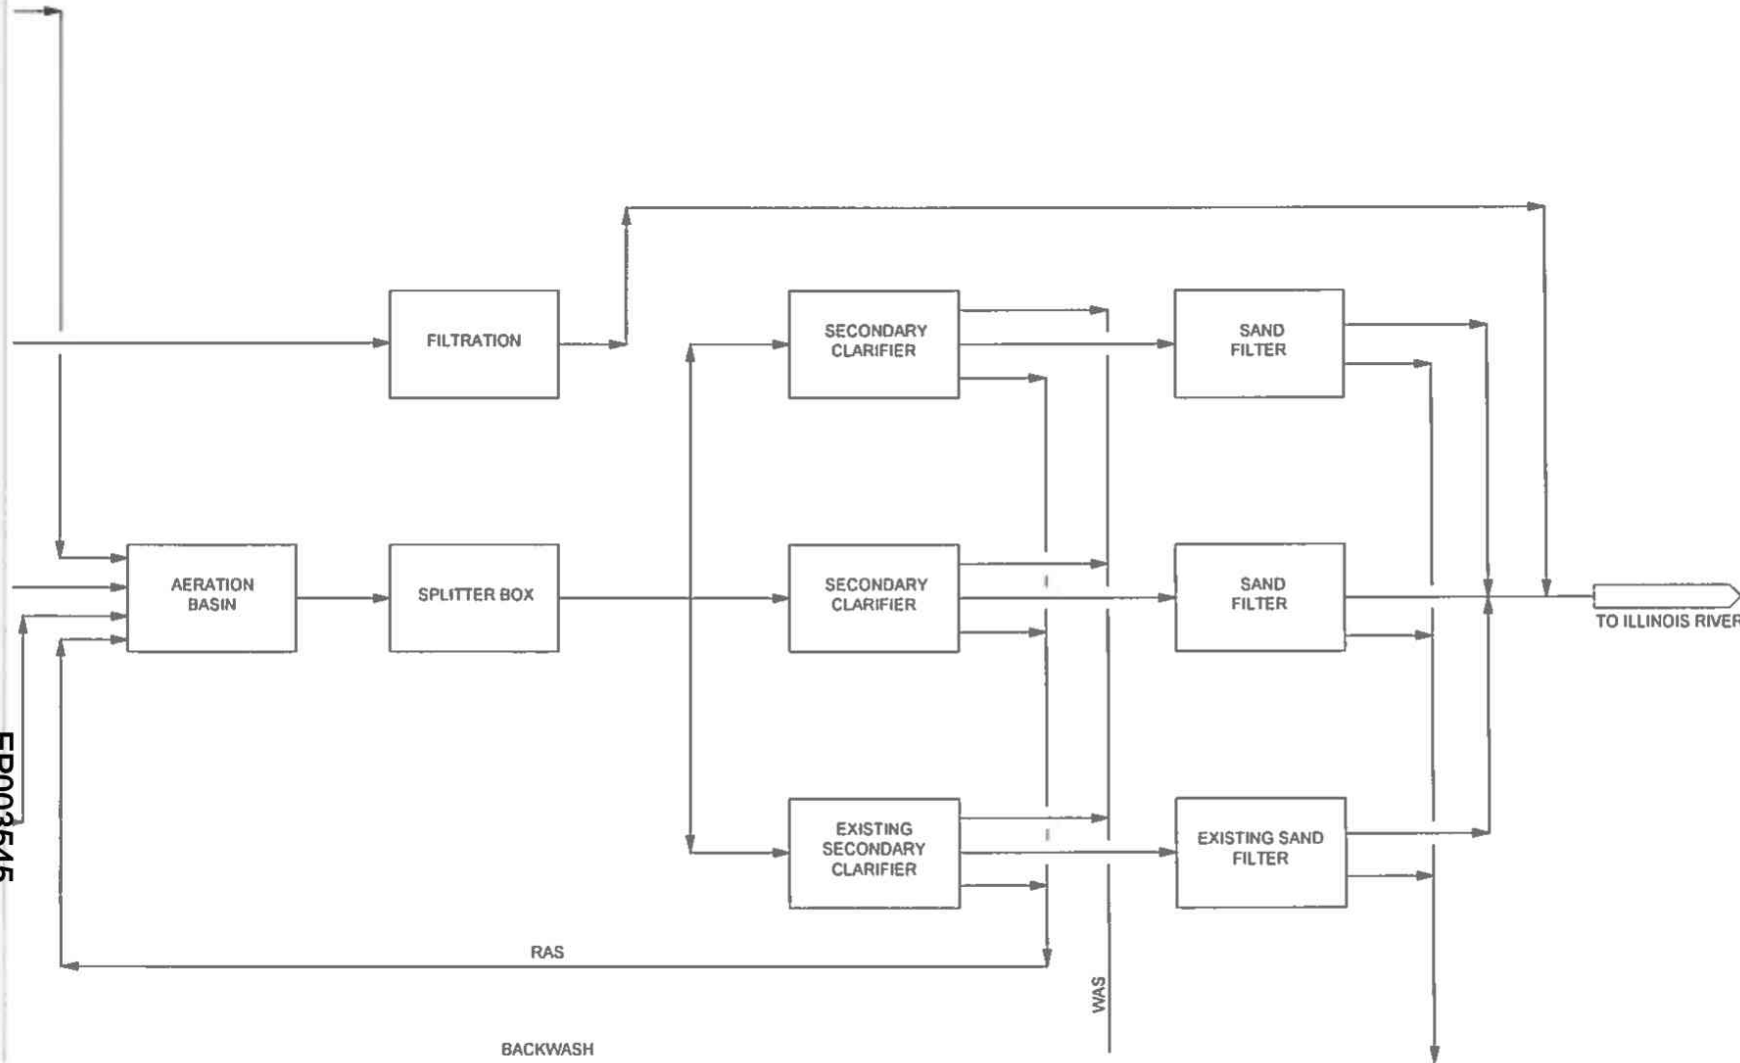 FILTRATION
SECONDARY
CLARIFIER
SAND
FILTER
AERATION
BASIN
SPLITTER BOX
SECONDARY
CLARIFIER
SAND
FILTER
TO ILLINOIS RIVER
EXISTING
SECONDARY
CLARIFIER
EXISTING SAND
FILTER
RAS
WAS
BACKWASH